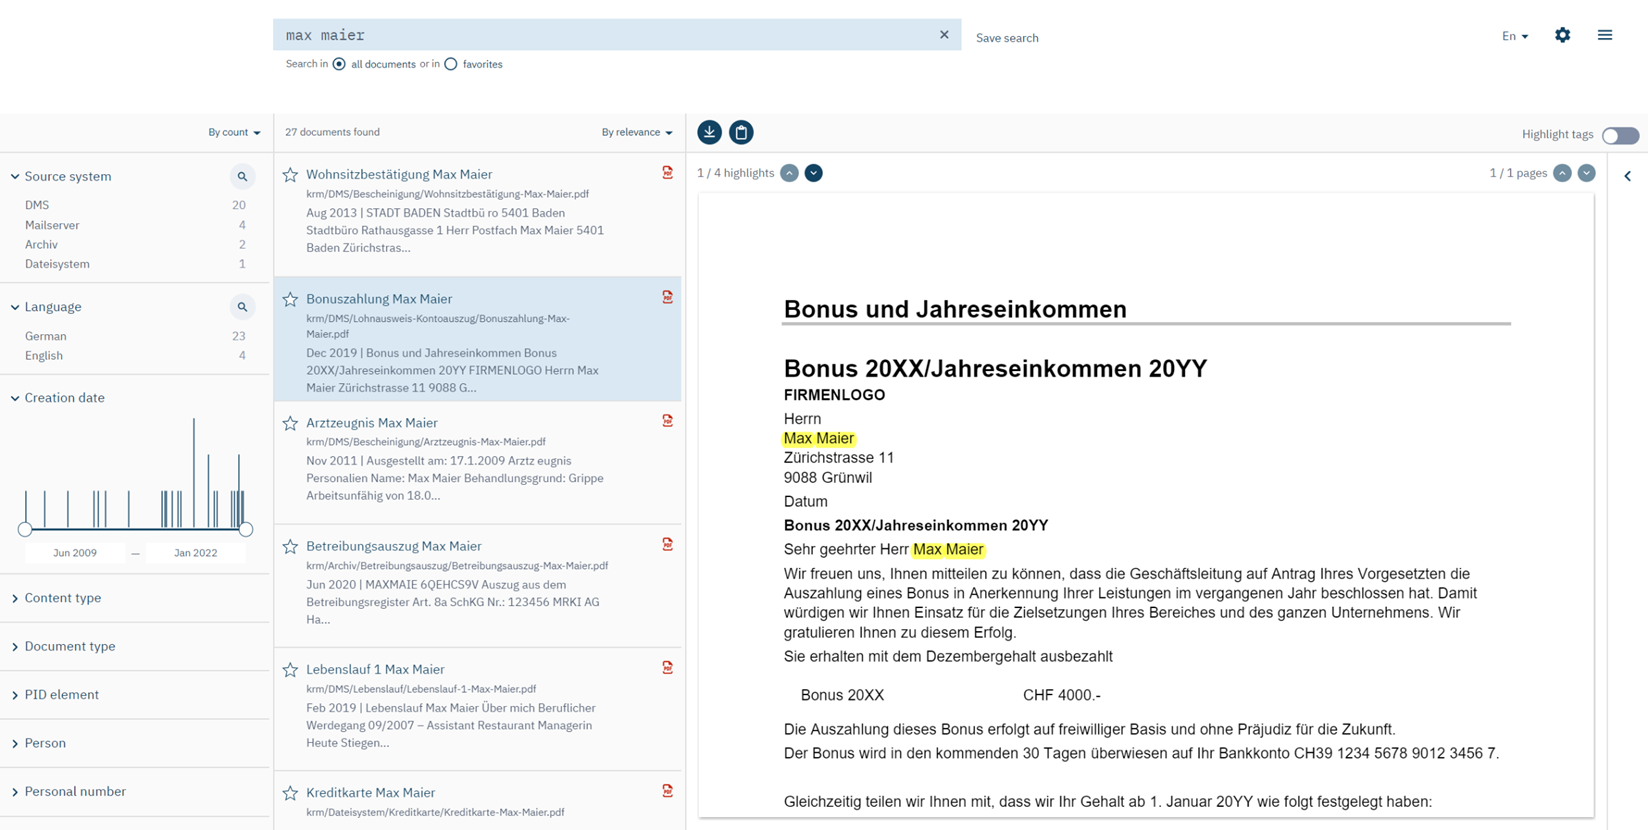 max maier
Save search
En
Search in all documents or in favorites
By count
27 documents found
By relevance
Highlight tags
Source system
DMS 20
Mailserver 4
Archiv 2
Dateisystem 1
Language
German 23
English 4
Creation date
Jun 2009 — Jan 2022
Content type
Document type
PID element
Person
Personal number
Wohnsitzbestätigung Max Maier
krm/DMS/Bescheinigung/Wohnsitzbestätigung-Max-Maier.pdf
Aug 2013 | STADT BADEN Stadtbü ro 5401 Baden
Stadtbüro Rathausgasse 1 Herr Postfach Max Maier 5401
Baden Zürichstras...
Bonuszahlung Max Maier
krm/DMS/Lohnausweis-Kontoauszug/Bonuszahlung-Max-
Maier.pdf
Dec 2019 | Bonus und Jahreseinkommen Bonus
20XX/Jahreseinkommen 20YY FIRMENLOGO Herrn Max
Maier Zürichstrasse 11 9088 G...
Arztzeugnis Max Maier
krm/DMS/Bescheinigung/Arztzeugnis-Max-Maier.pdf
Nov 2011 | Ausgestellt am: 17.1.2009 Arztz eugnis
Personalien Name: Max Maier Behandlungsgrund: Grippe
Arbeitsunfähig von 18.0...
Betreibungsauszug Max Maier
krm/Archiv/Betreibungsauszug/Betreibungsauszug-Max-Maier.pdf
Jun 2020 | MAXMAIE 6QEHCS9V Auszug aus dem
Betreibungsregister Art. 8a SchKG Nr.: 123456 MRKI AG
Ha...
Lebenslauf 1 Max Maier
krm/DMS/Lebenslauf/Lebenslauf-1-Max-Maier.pdf
Feb 2019 | Lebenslauf Max Maier Über mich Beruflicher
Werdegang 09/2007 – Assistant Restaurant Managerin
Heute Stiegen...
Kreditkarte Max Maier
krm/Dateisystem/Kreditkarte/Kreditkarte-Max-Maier.pdf
1 / 4 highlights
1 / 1 pages
Bonus und Jahreseinkommen
Bonus 20XX/Jahreseinkommen 20YY
FIRMENLOGO
Herrn
Max Maier
Zürichstrasse 11
9088 Grünwil
Datum
Bonus 20XX/Jahreseinkommen 20YY
Sehr geehrter Herr Max Maier
Wir freuen uns, Ihnen mitteilen zu können, dass die Geschäftsleitung auf Antrag Ihres Vorgesetzten die
Auszahlung eines Bonus in Anerkennung Ihrer Leistungen im vergangenen Jahr beschlossen hat. Damit
würdigen wir Ihnen Einsatz für die Zielsetzungen Ihres Bereiches und des ganzen Unternehmens. Wir
gratulieren Ihnen zu diesem Erfolg.
Sie erhalten mit dem Dezembergehalt ausbezahlt
Bonus 20XX CHF 4000.-
Die Auszahlung dieses Bonus erfolgt auf freiwilliger Basis und ohne Präjudiz für die Zukunft.
Der Bonus wird in den kommenden 30 Tagen überwiesen auf Ihr Bankkonto CH39 1234 5678 9012 3456 7.
Gleichzeitig teilen wir Ihnen mit, dass wir Ihr Gehalt ab 1. Januar 20YY wie folgt festgelegt haben: